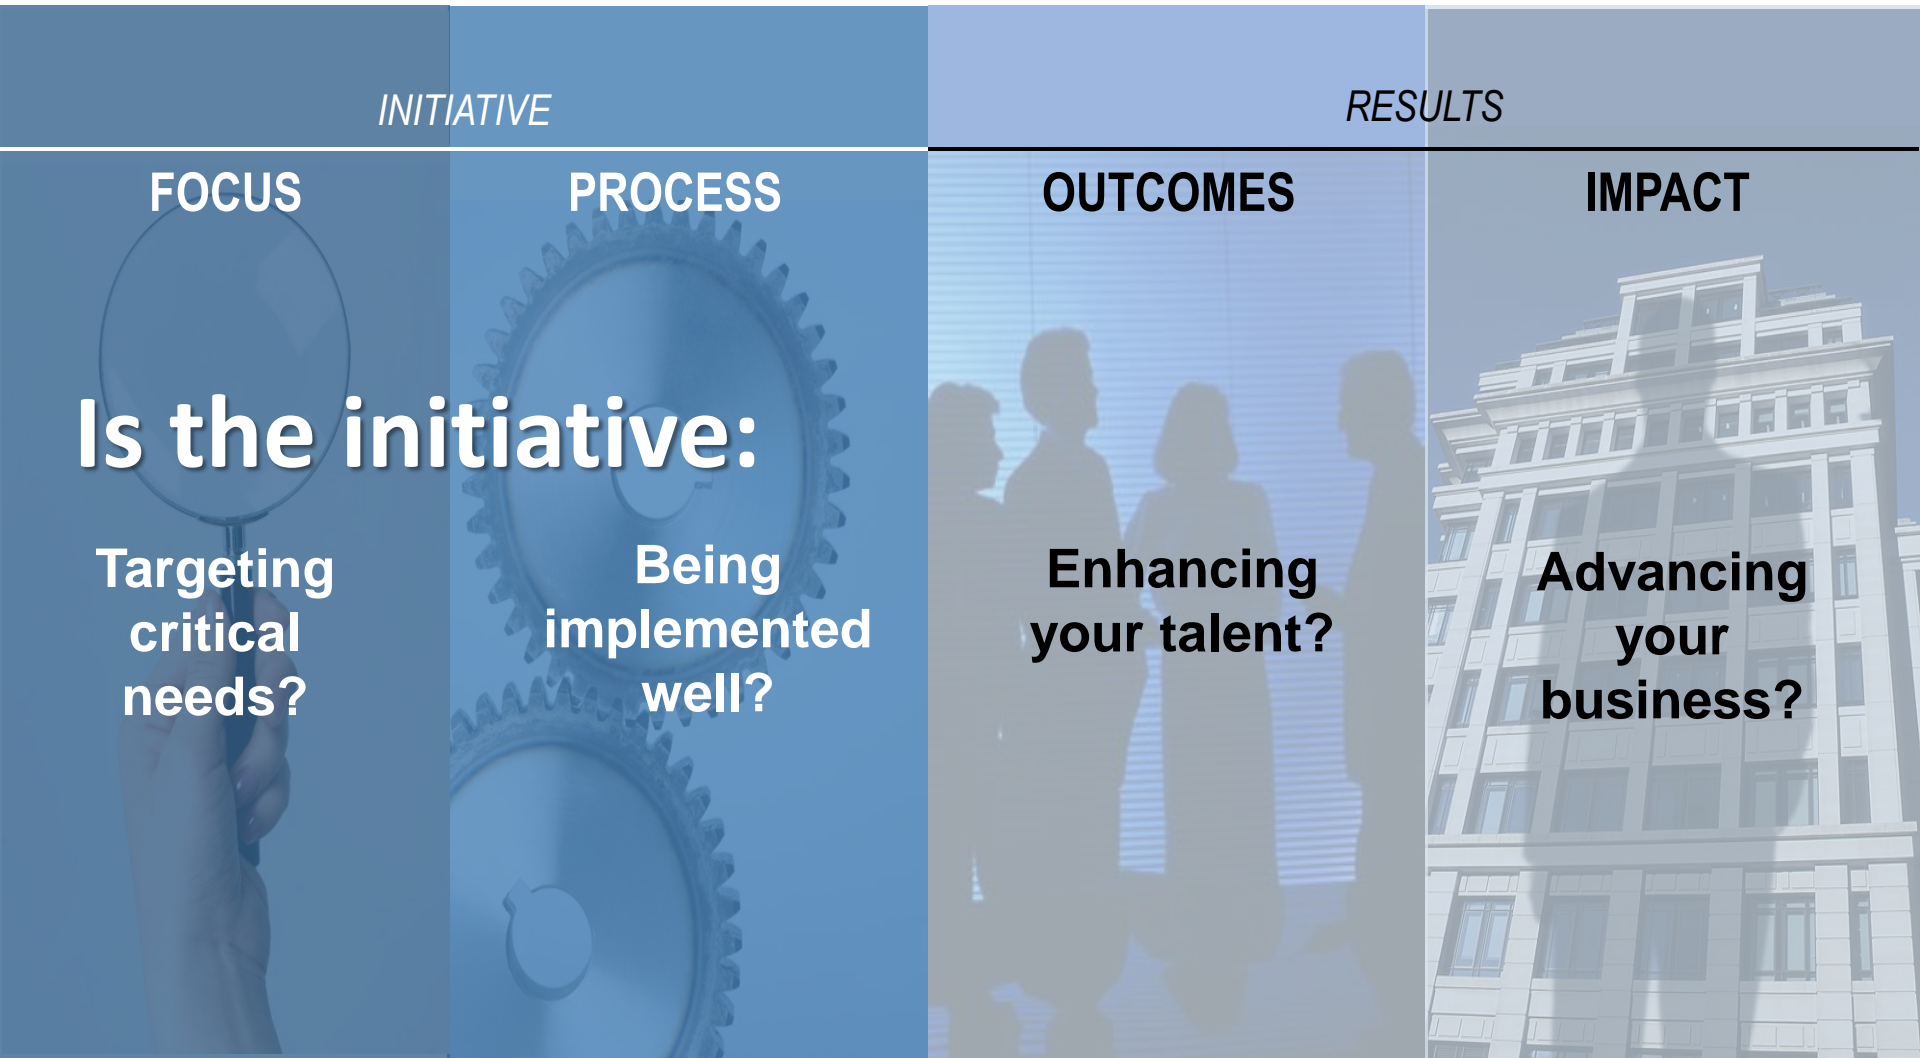 INITIATIVE
RESULTS
FOCUS
PROCESS
OUTCOMES
IMPACT
Is the initiative:
Targeting
critical
needs?
Being
implemented
well?
Enhancing
your talent?
Advancing
your
business?